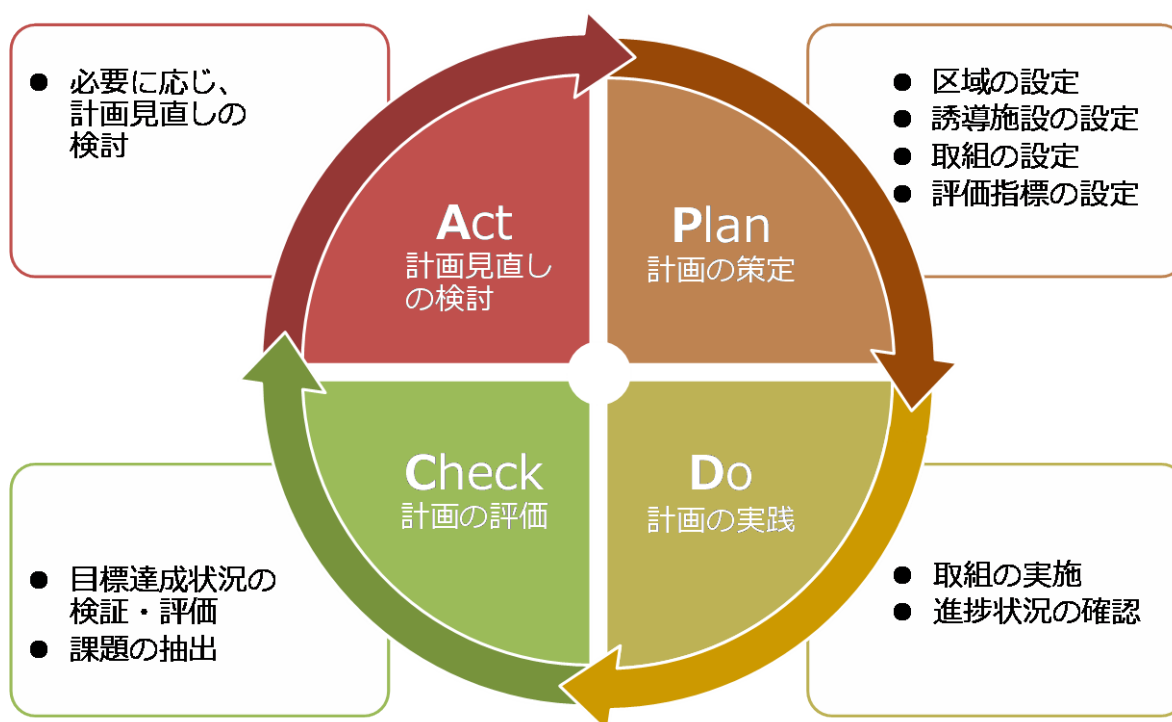 ● 必要に応じ、
計画見直しの
検討
● 区域の設定
● 誘導施設の設定
● 取組の設定
● 評価指標の設定
Act
計画見直し
の検討
Plan
計画の策定
Check
計画の評価
Do
計画の実践
● 目標達成状況の
検証・評価
● 課題の抽出
● 取組の実施
● 進捗状況の確認